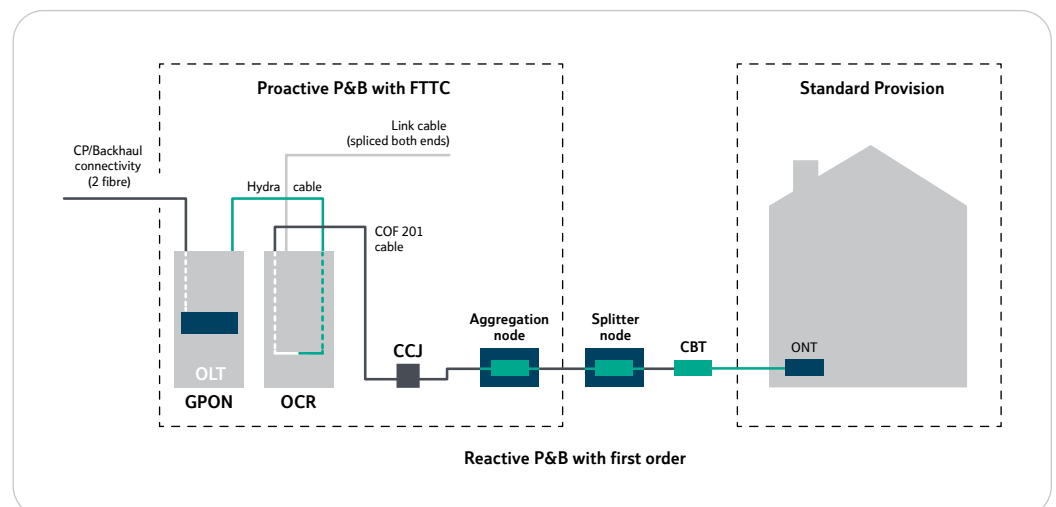 Proactive P&B with FTTC
Standard Provision
Link cable
(spliced both ends)
CP/Backhaul
connectivity
(2 fibre)
Hydra cable
COF 201
cable
Aggregation
node
Splitter
node
CCJ
CBT
ONT
OLT
GPON
OCR
Reactive P&B with first order